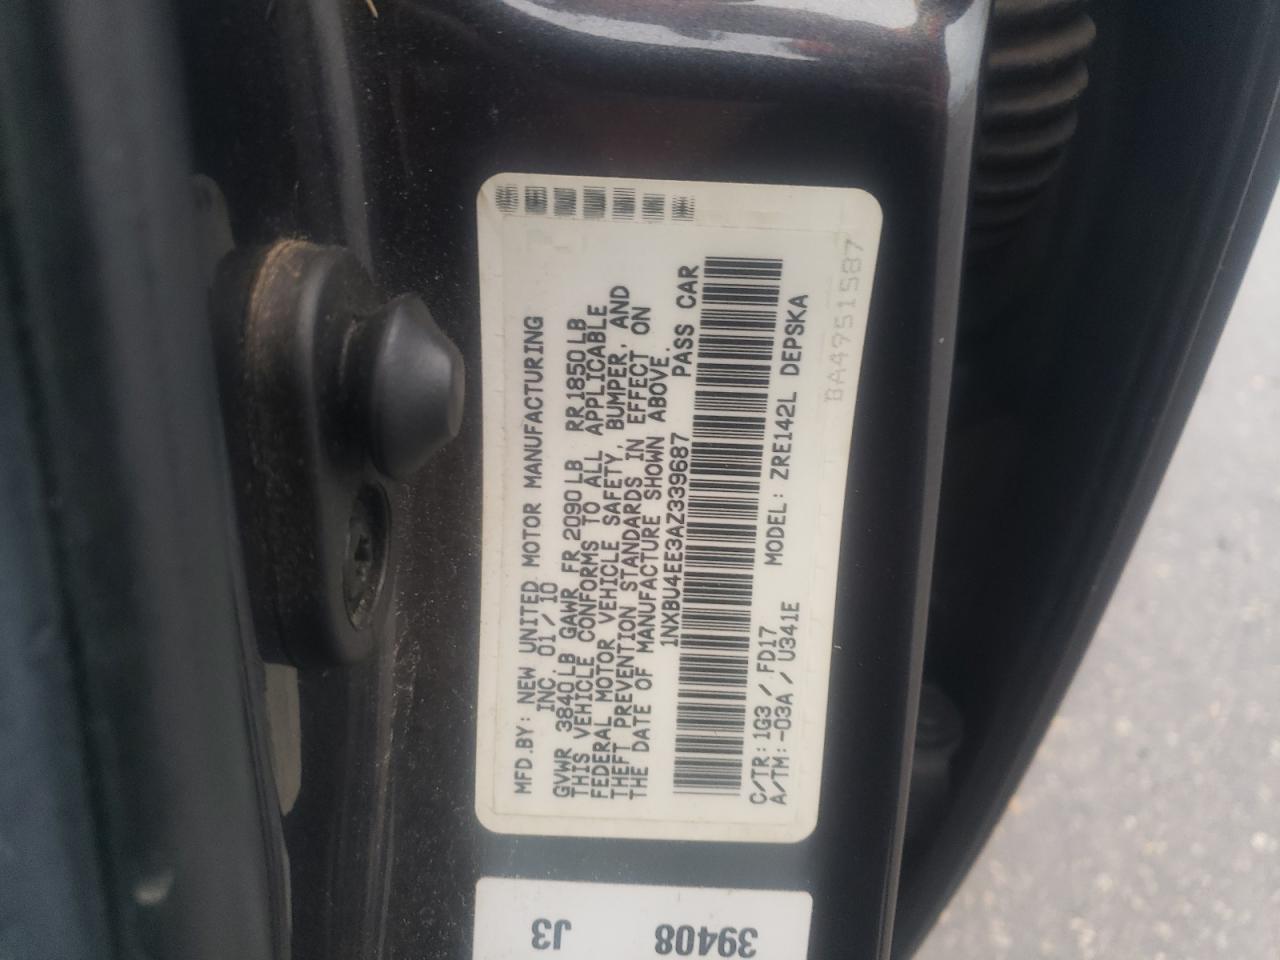 MFD.BY: NEW UNITED MOTOR MANUFACTURING
INC 01/10
GVWR 3840LB GAWR FR 2090LB RR1850LB
THIS VEHICLE CONFORMS TO ALL APPLICABLE
FEDERAL MOTOR VEHICLE SAFETY, BUMPER, AND
THEFT PREVENTION STANDARDS IN EFFECT ON
THE DATE OF MANUFACTURE SHOWN ABOVE.
1NXBU4EE3AZ339687 PASS CAR
C/TR: 1G3/FD17 MODEL: ZRE142L DEPSKA
A/TM: -03A/U341E
BA4951587
39408
J3